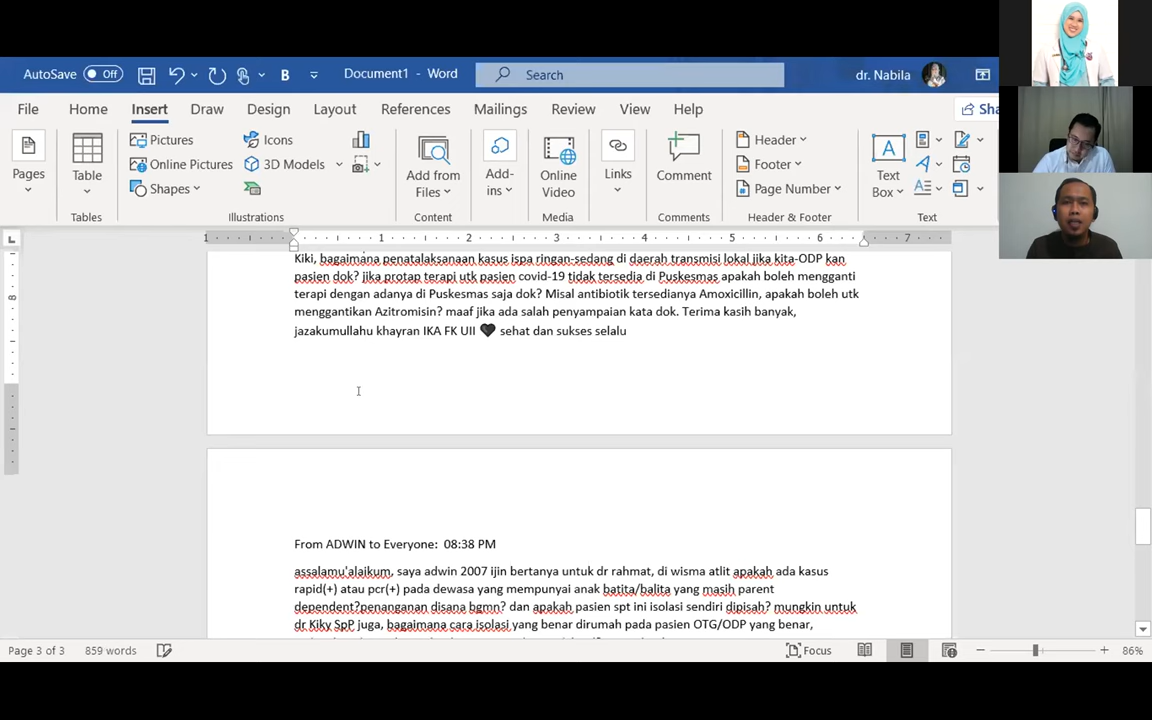 AutoSave Off B Document1 - Word Search dr. Nabila
File Home Insert Draw Design Layout References Mailings Review View Help Sha
Pages
Table
Pictures
Online Pictures
Shapes
Icons
3D Models
Add from
Files
Add-
ins
Online
Video
Links
Comment
Header
Footer
Page Number
A
Text
Box
Tables Illustrations Content Media Comments Header & Footer Text
L 1 1 2 3 4 5 6 7
Kiki, bagaimana penatalaksanaan kasus ispa ringan-sedang di daerah transmisi lokal jika kita-ODP kan
pasien dok? jika protap terapi utk pasien covid-19 tidak tersedia di Puskesmas apakah boleh mengganti
terapi dengan adanya di Puskesmas saja dok? Misal antibiotik tersedianya Amoxicillin, apakah boleh utk
menggantikan Azitromisin? maaf jika ada salah penyampaian kata dok. Terima kasih banyak,
jazakumullahu khayran IKA FK UII 🖤 sehat dan sukses selalu
From ADWIN to Everyone: 08:38 PM
assalamu'alaikum, saya adwin 2007 ijin bertanya untuk dr rahmat, di wisma atlit apakah ada kasus
rapid(+) atau pcr(+) pada dewasa yang mempunyai anak batita/balita yang masih parent
dependent?penanganan disana bgmn? dan apakah pasien spt ini isolasi sendiri dipisah? mungkin untuk
dr Kiky SpP juga, bagaimana cara isolasi yang benar dirumah pada pasien OTG/ODP yang benar,
Page 3 of 3 859 words Focus 86%